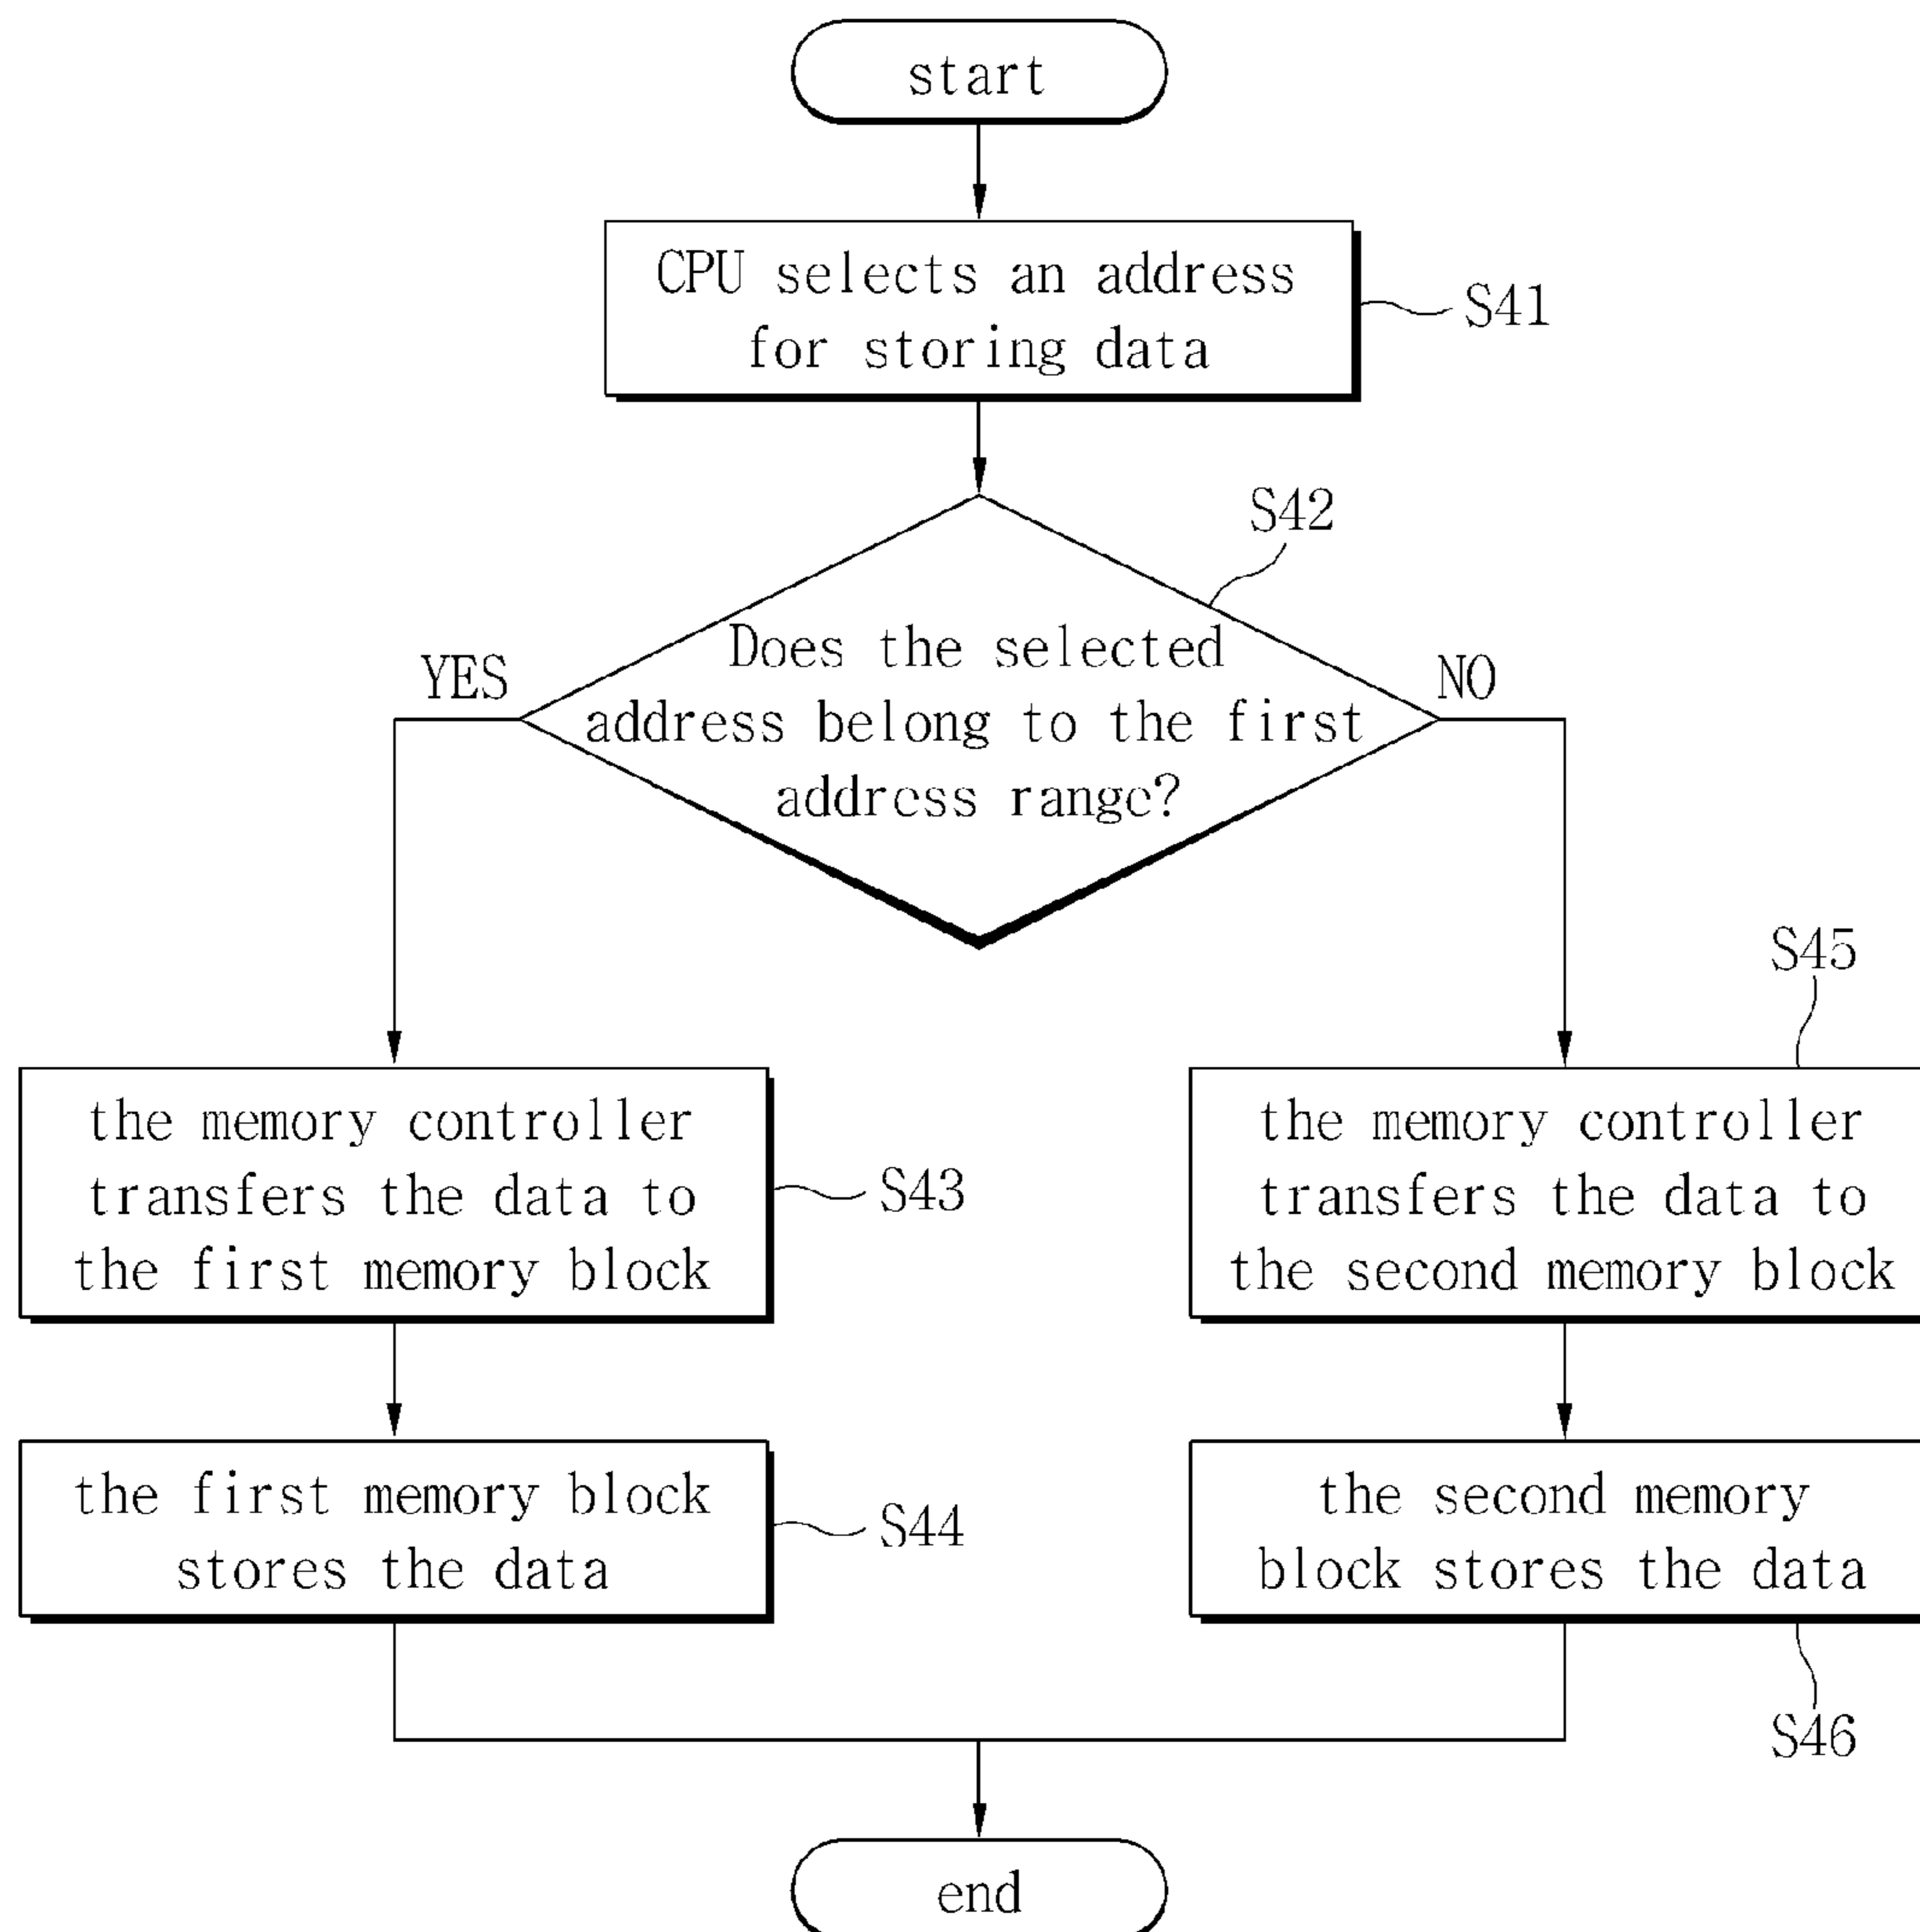 start
CPU selects an address
for storing data
S41
S42
Does the selected
address belong to the first
address range?
YES
NO
S45
the memory controller
transfers the data to
the first memory block
S43
the memory controller
transfers the data to
the second memory block
the first memory block
stores the data
S44
the second memory
block stores the data
S46
end